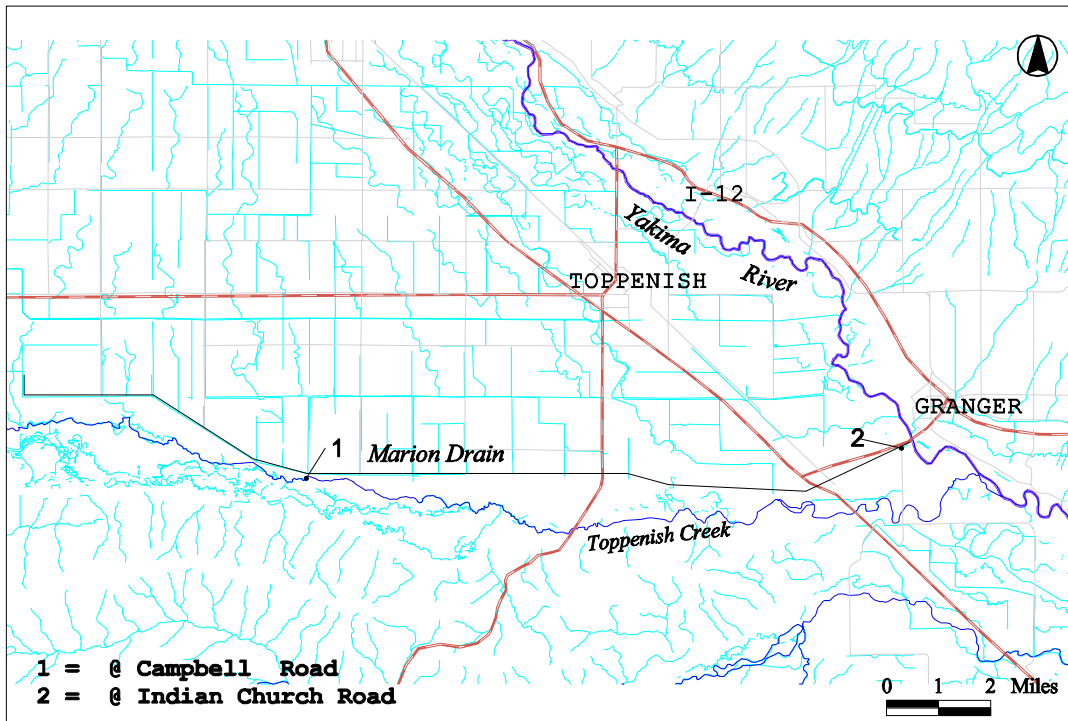 I-12
Yakima
River
TOPPENISH
GRANGER
1
2
Marion Drain
Toppenish Creek
1 = @ Campbell Road
2 = @ Indian Church Road
0 1 2 Miles